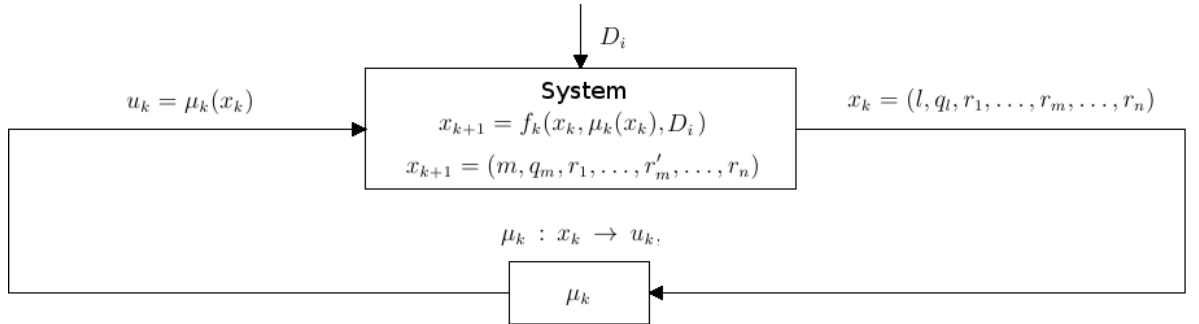 D_i
u_k = μ_k(x_k)
System
x_k = (l, q_l, r_1, . . . , r_m, . . . , r_n)
x_{k+1} = f_k(x_k, μ_k(x_k), D_i)
x_{k+1} = (m, q_m, r_1, . . . , r′_m, . . . , r_n)
μ_k : x_k → u_k.
μ_k